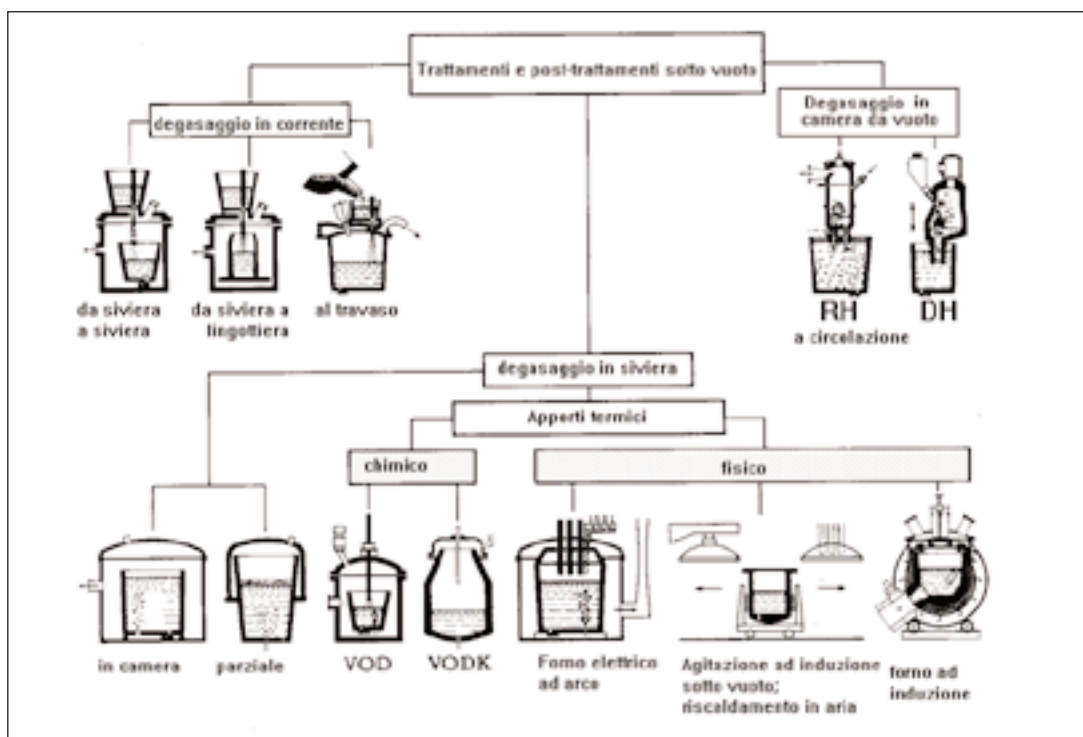 Trattamenti e post-trattamenti sotto vuoto
degasaggio in corrente
Degasaggio in
camera da vuoto
da siviera
a siviera
da siviera a
lingottiera
al travaso
RH
a circolazione
DH
degasaggio in siviera
Apporti termici
chimico
fisico
in camera
parziale
VOD
VODK
Forno elettrico
ad arco
Agitazione ad induzione
sotto vuoto;
riscaldamento in aria
forno ad
induzione